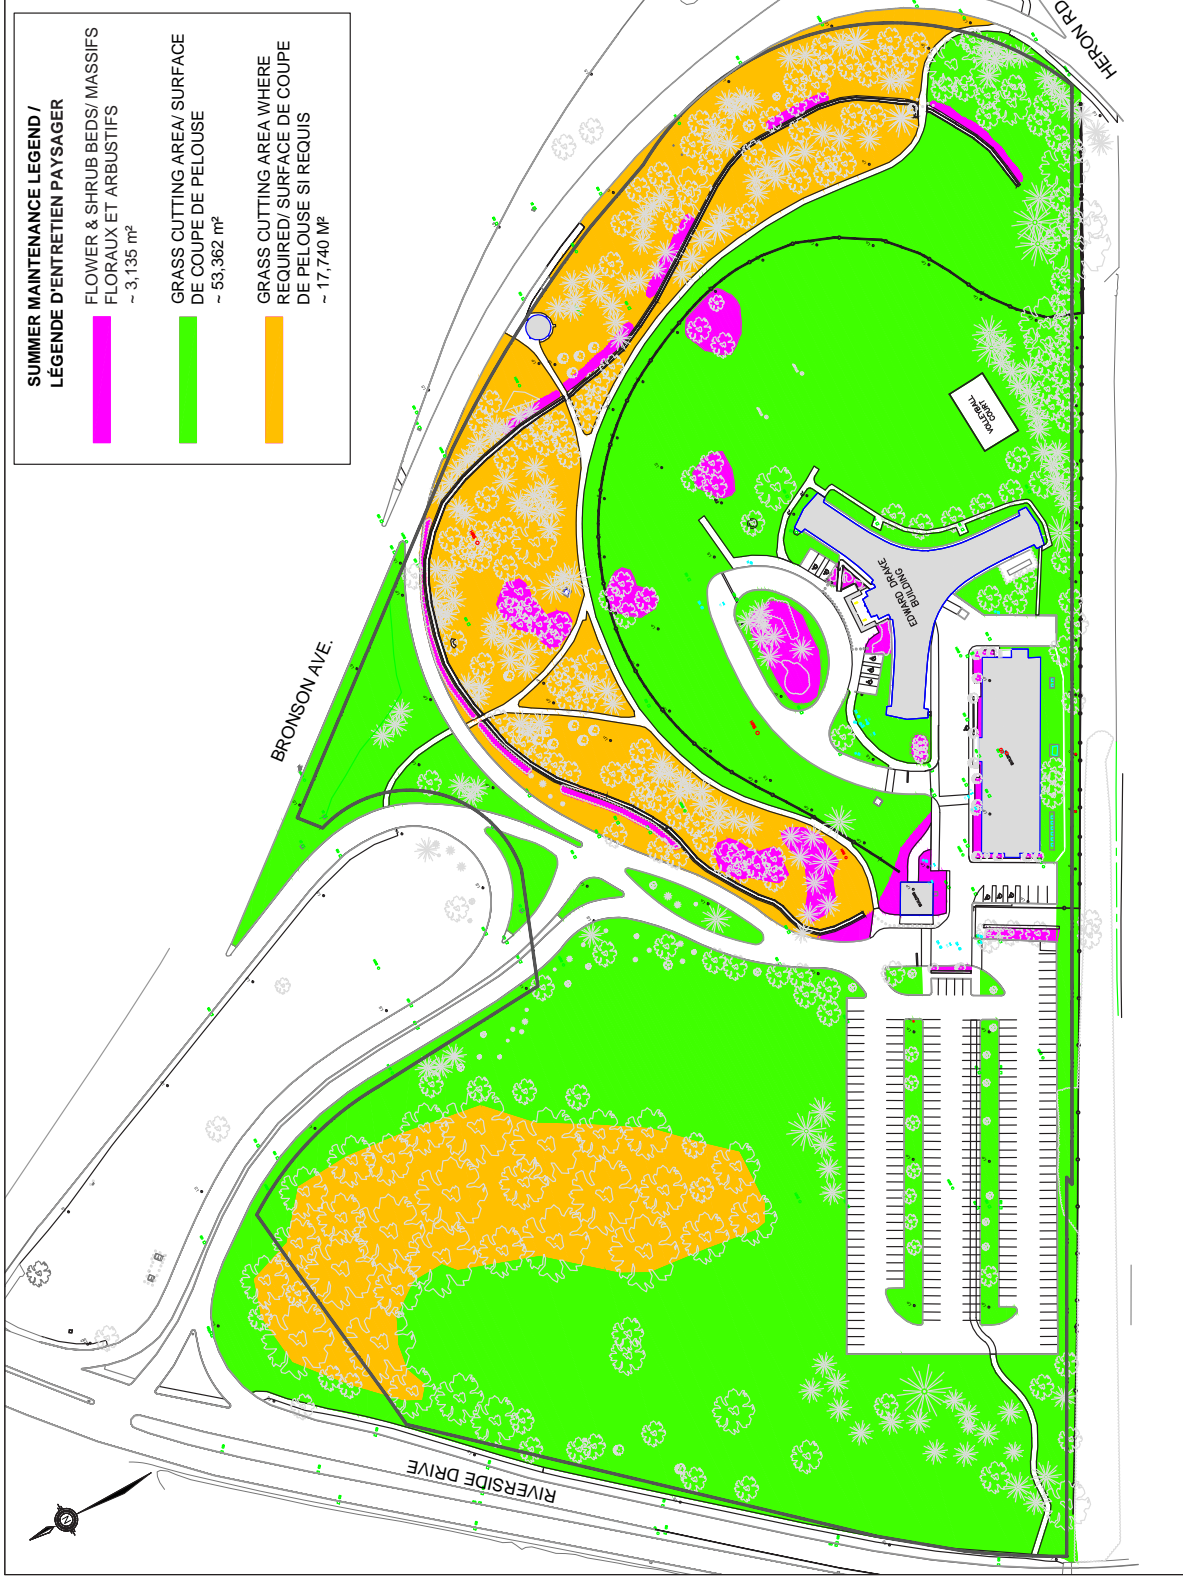 SUMMER MAINTENANCE LEGEND /
LÉGENDE D'ENTRETIEN PAYSAGER
FLOWER & SHRUB BEDS/ MASSIFS
FLORAUX ET ARBUSTIFS
~ 3,135 m²
GRASS CUTTING AREA/ SURFACE
DE COUPE DE PELOUSE
~ 53,362 m²
GRASS CUTTING AREA WHERE
REQUIRED/ SURFACE DE COUPE
DE PELOUSE SI REQUIS
~ 17,740 M²
HERON RD
BRONSON AVE.
VOLLEYBALL
COURT
EDWARD DRAKE
BUILDING
RIVERSIDE DRIVE
N